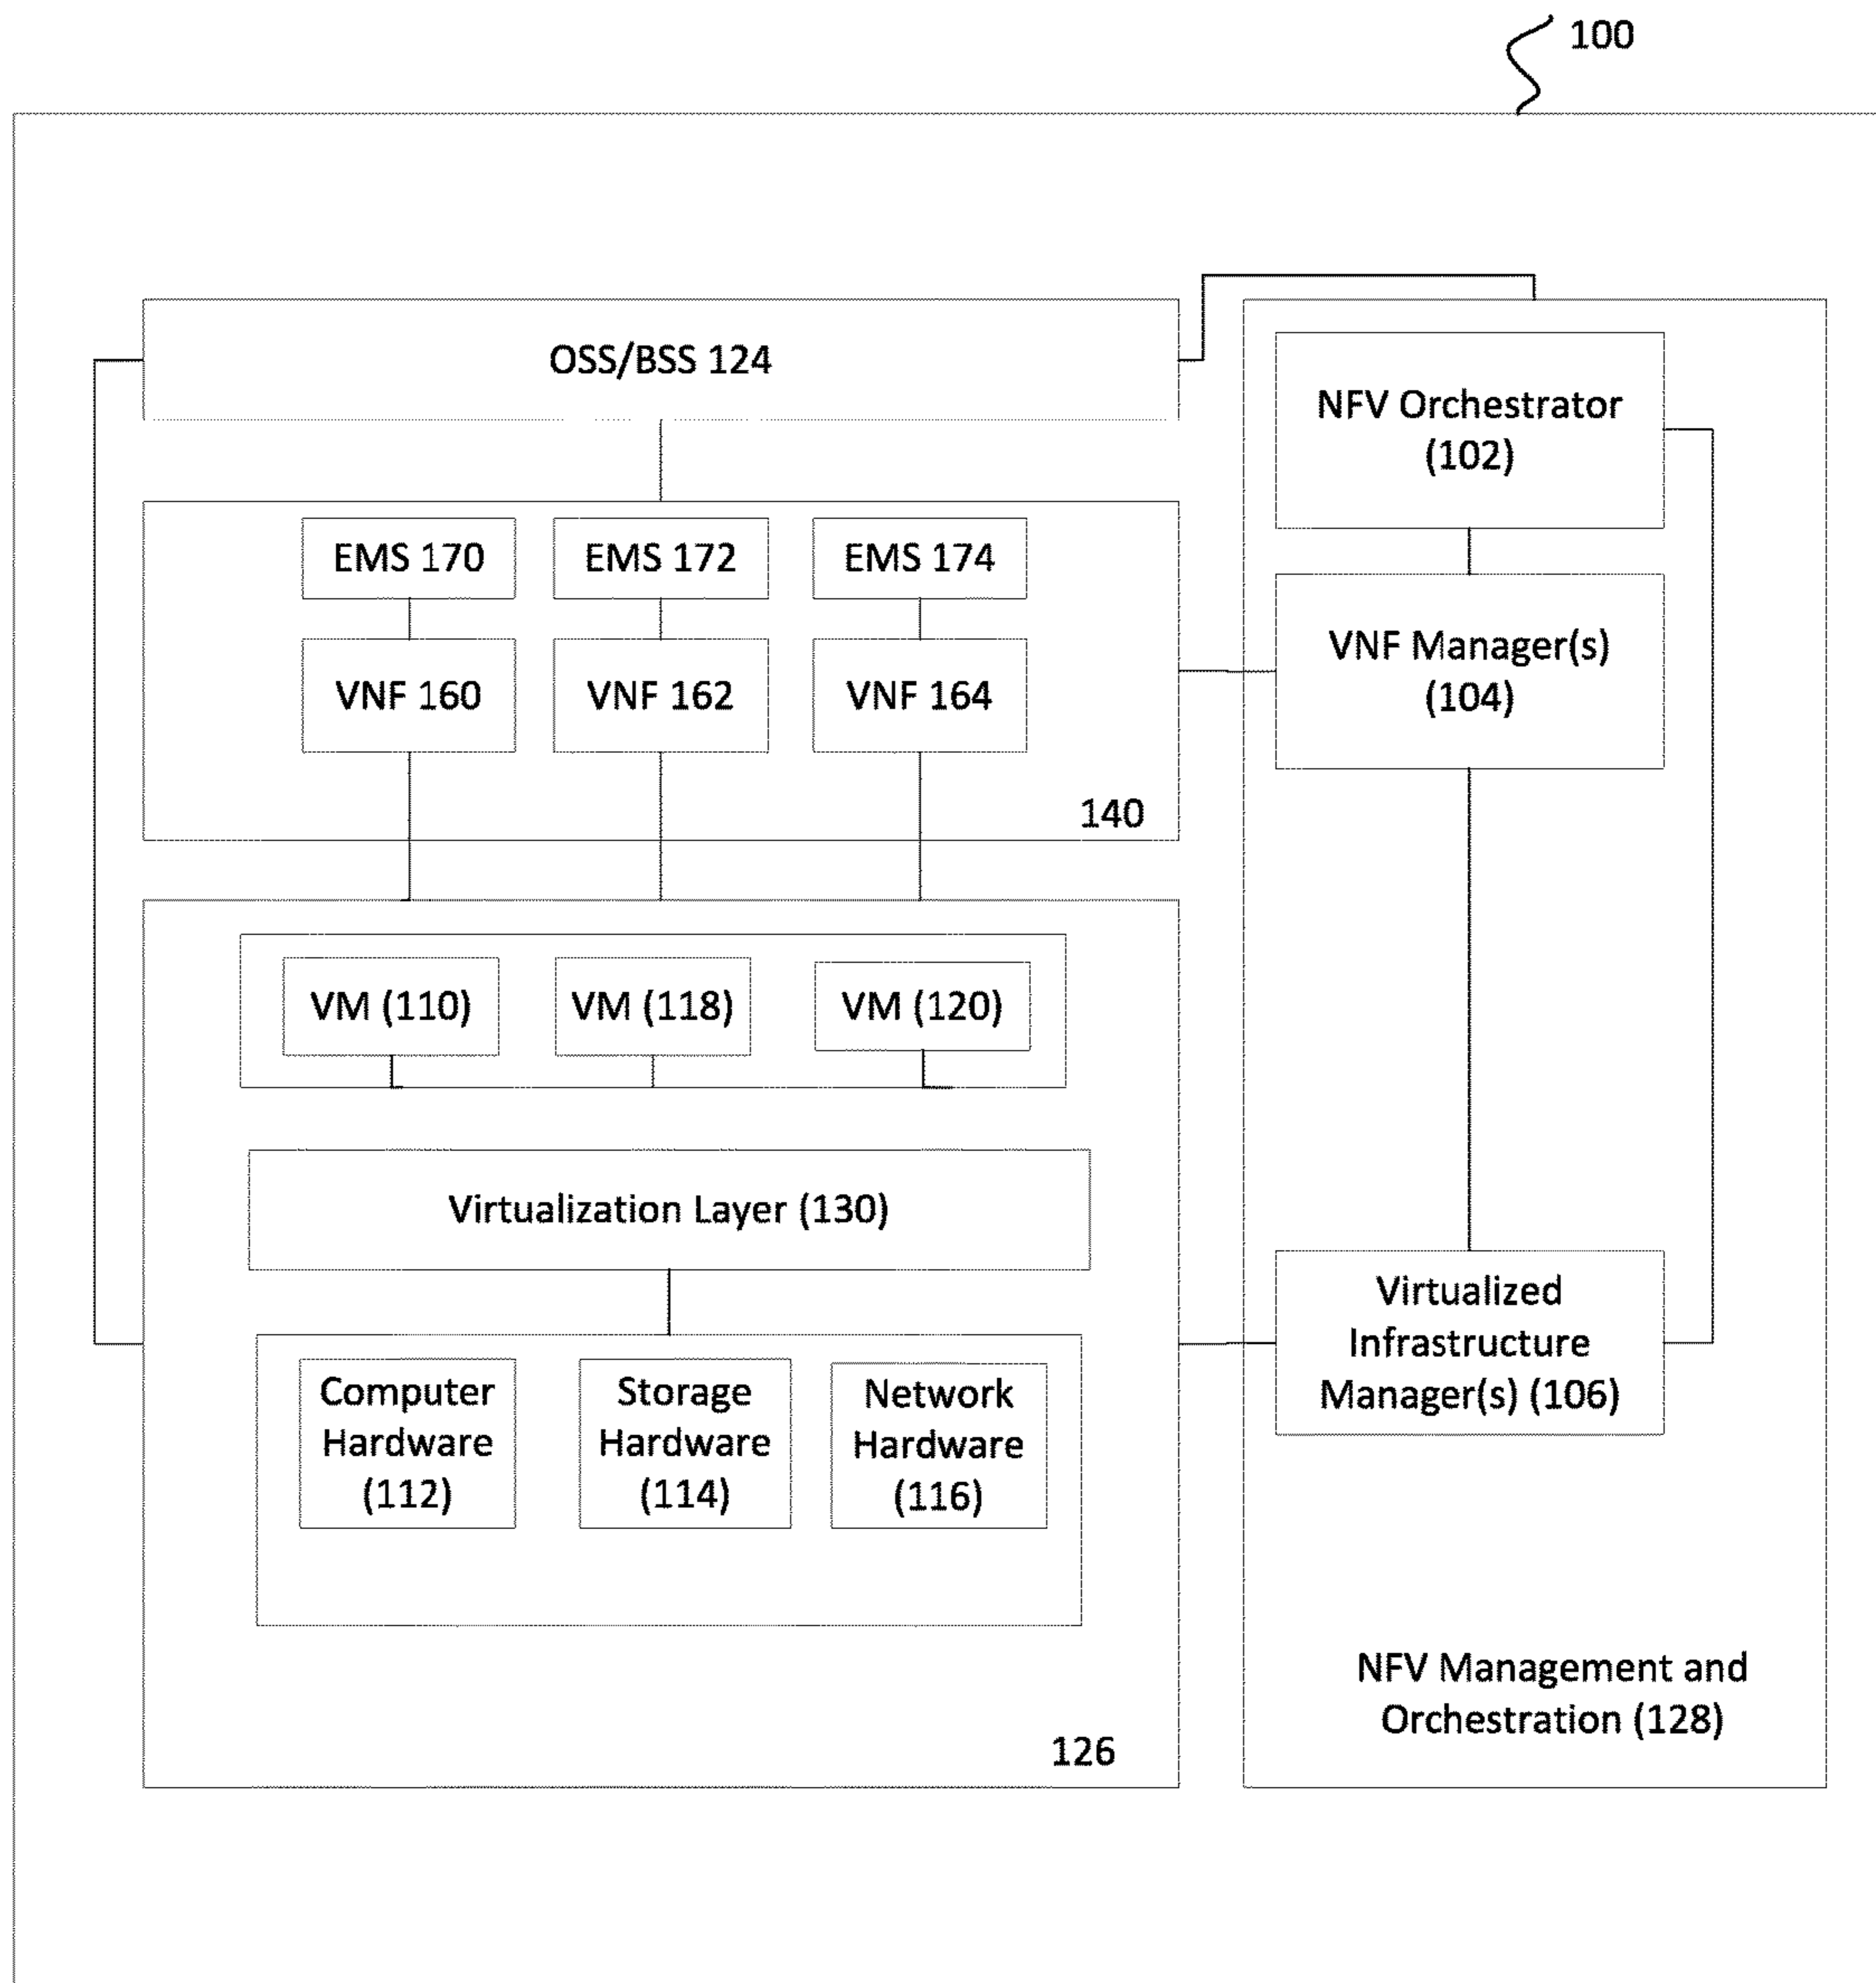 100
OSS/BSS 124
NFV Orchestrator
(102)
EMS 170
EMS 172
EMS 174
VNF Manager(s)
(104)
VNF 160
VNF 162
VNF 164
140
VM (110)
VM (118)
VM (120)
Virtualization Layer (130)
Virtualized
Infrastructure
Manager(s) (106)
Computer
Hardware
(112)
Storage
Hardware
(114)
Network
Hardware
(116)
NFV Management and
Orchestration (128)
126